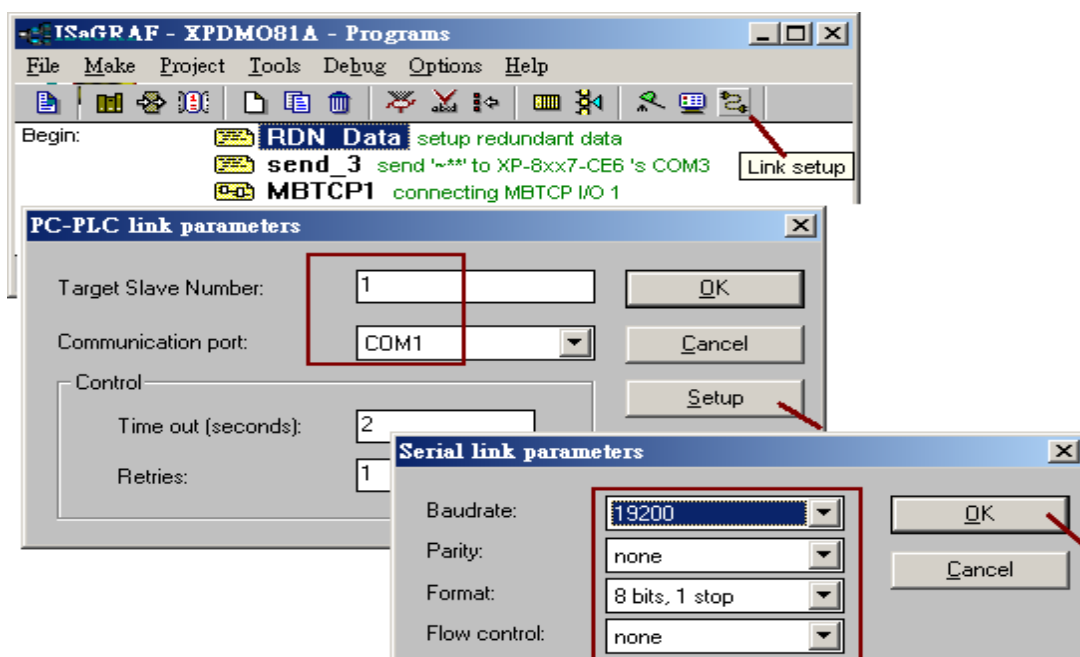 ISaGRAF - XPDMO81A - Programs
File Make Project Tools Debug Options Help
Begin: RDN_Data setup redundant data
send_3 send '~**' to XP-8xx7-CE6 's COM3
Link setup
MBTCP1 connecting MBTCP I/O 1
PC-PLC link parameters
Target Slave Number: 1 OK
Communication port: COM1 Cancel
Control
Setup
Time out (seconds): 2
Retries: 1
Serial link parameters
Baudrate: 19200 OK
Parity: none
Cancel
Format: 8 bits, 1 stop
Flow control: none